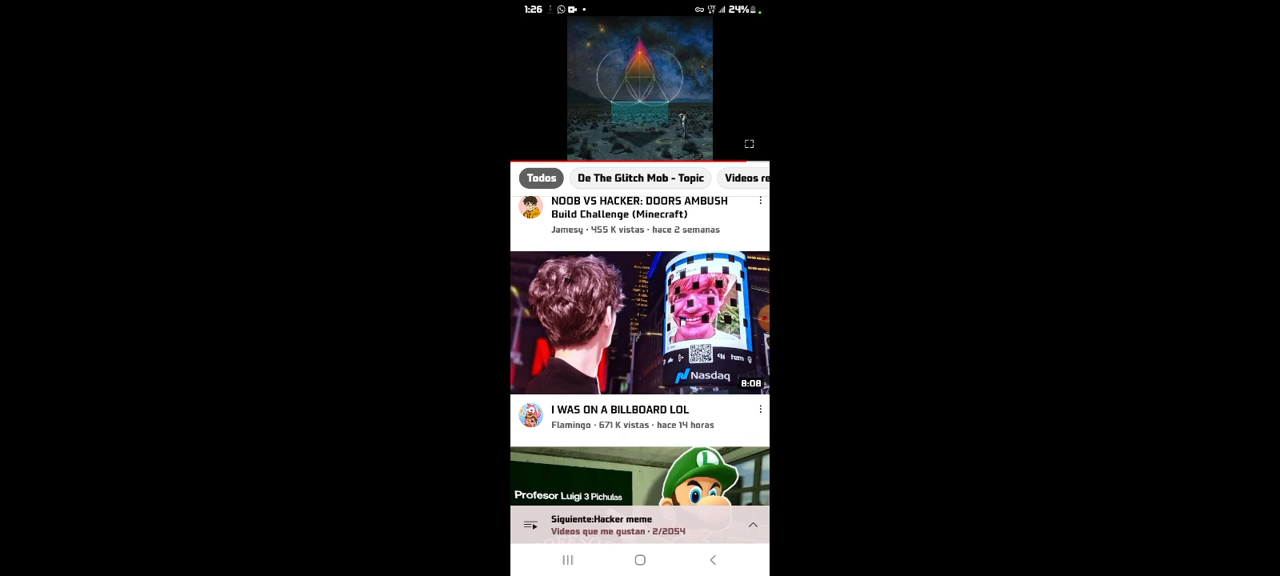 1:26
24%
Todos
De The Glitch Mob - Topic
Videos re
NOOB VS HACKER: DOORS AMBUSH
Build Challenge (Minecraft)
Jamesy · 455 K vistas · hace 2 semanas
Nasdaq
8:08
I WAS ON A BILLBOARD LOL
Flamingo · 671 K vistas · hace 14 horas
Profesor Luigi 3 Pichulas
Siguiente:Hacker meme
Videos que me gustan · 2/2054